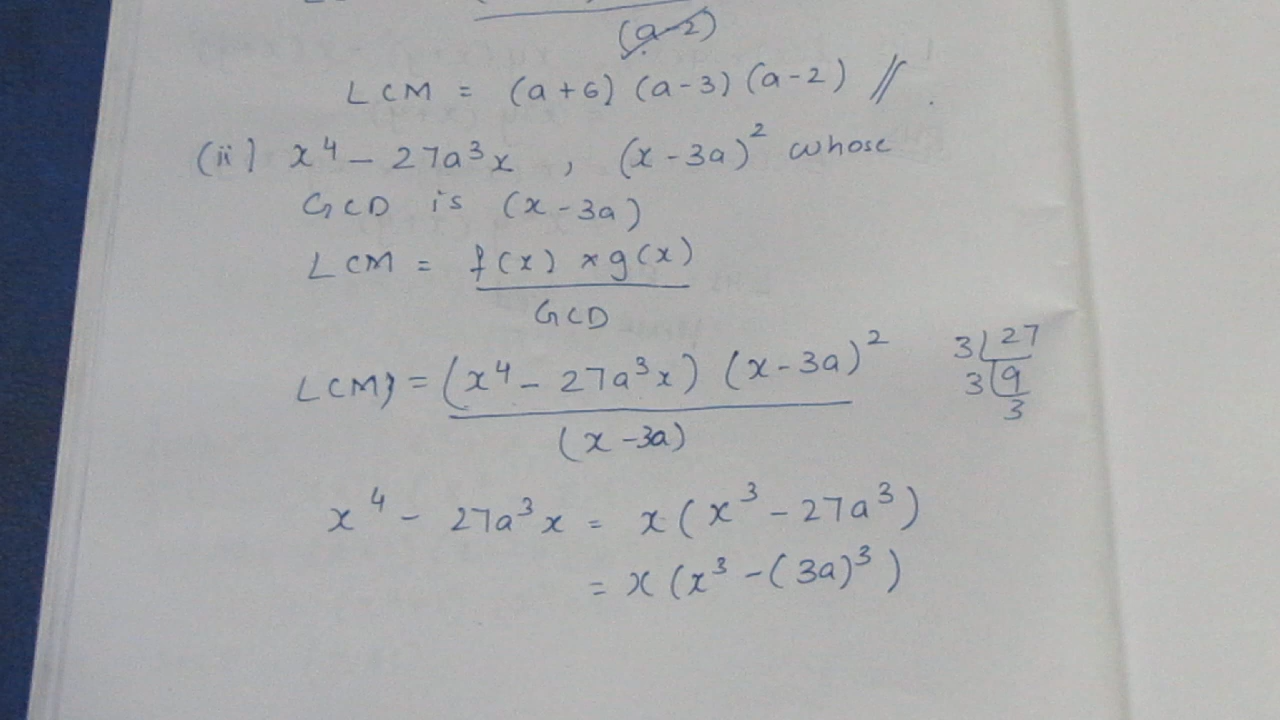 (a-2)
LCM = (a+6) (a-3) (a-2) //
(ii) x⁴ - 27a³x , (x-3a)² whose
GCD is (x-3a)
LCM = f(x) × g(x)
GCD
LCM) = (x⁴ - 27a³x) (x-3a)²
(x-3a)
3 27
3 9
3
x⁴ - 27a³x = x(x³ - 27a³)
= x(x³ - (3a)³)